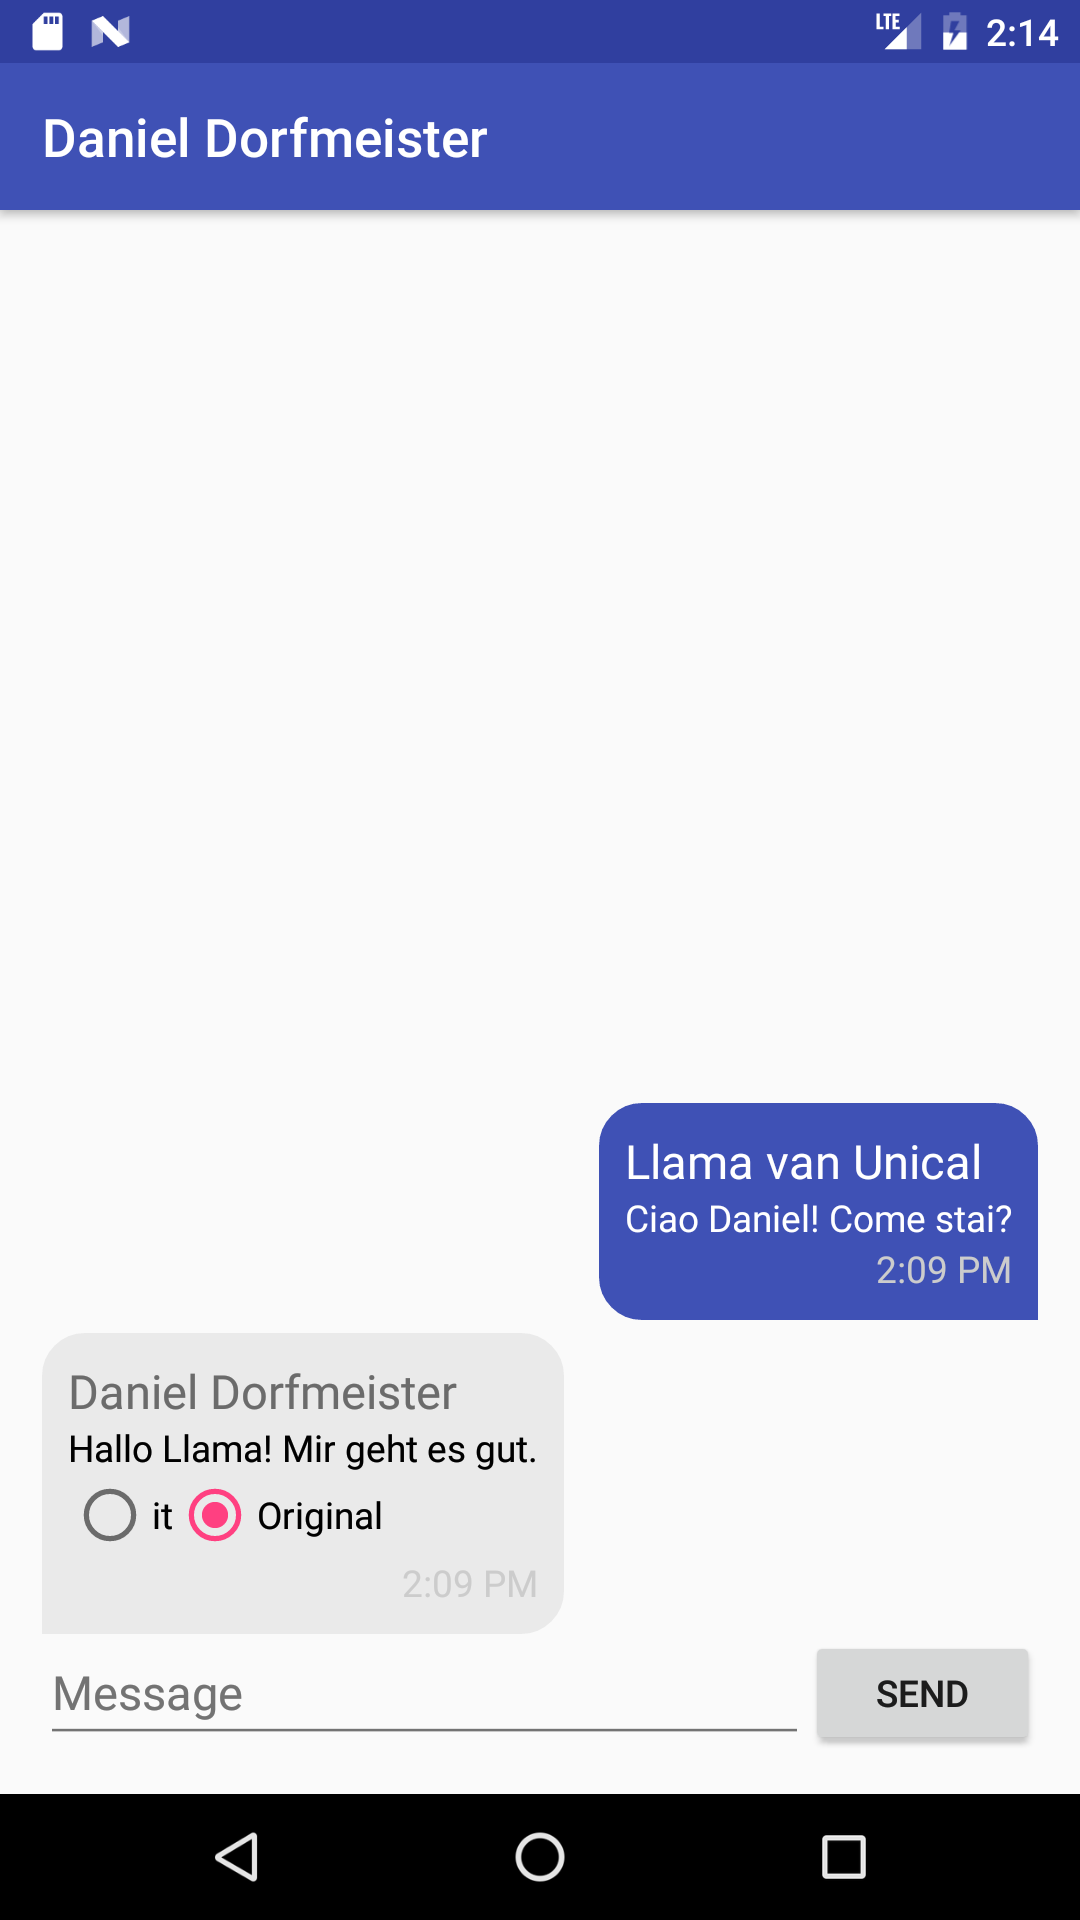 LTE 2:14
Daniel Dorfmeister
Llama van Unical
Ciao Daniel! Come stai?
2:09 PM
Daniel Dorfmeister
Hallo Llama! Mir geht es gut.
it Original
2:09 PM
Message SEND